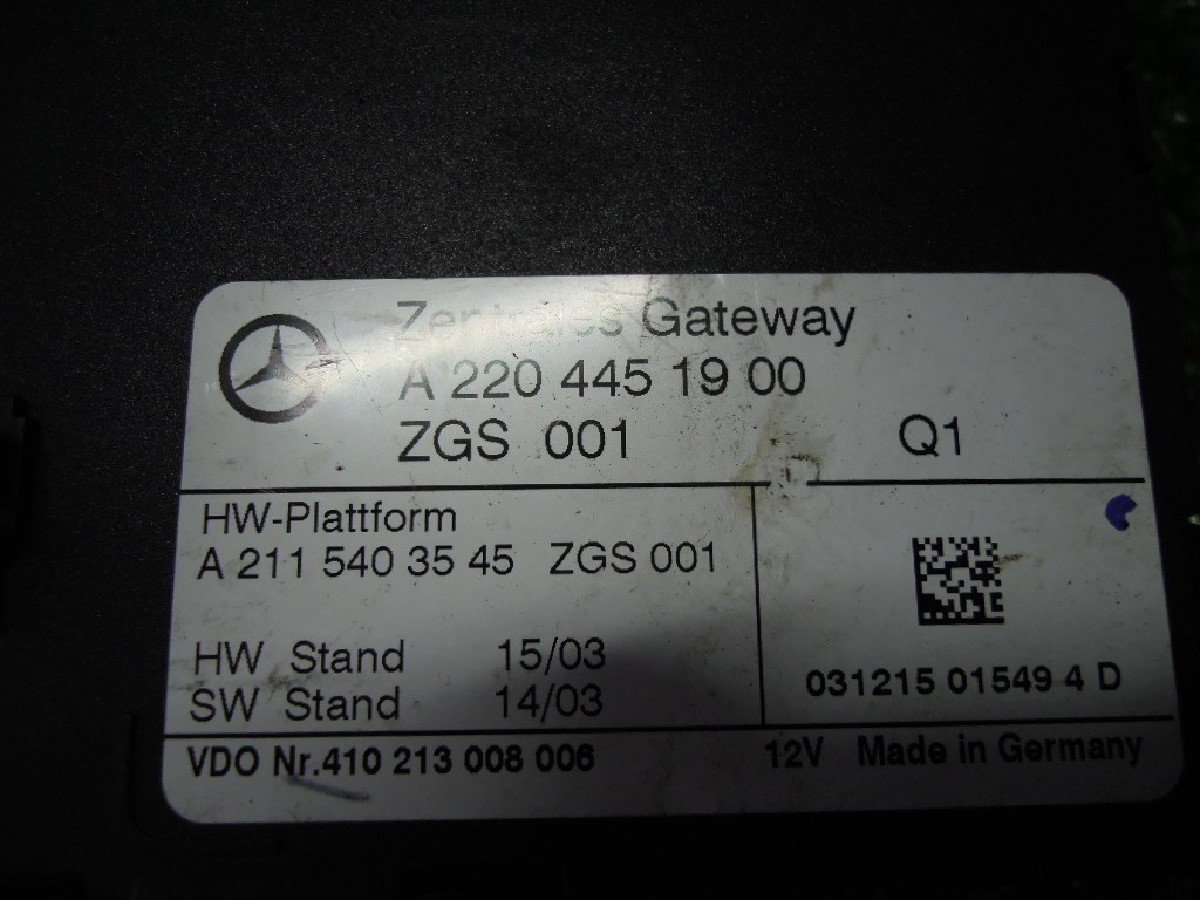 Zentrales Gateway
A 220 445 19 00
ZGS 001 Q1
HW-Plattform
A 211 540 35 45 ZGS 001
HW Stand 15/03
SW Stand 14/03
031215 01549 4 D
VDO Nr.410 213 008 006 12V Made in Germany